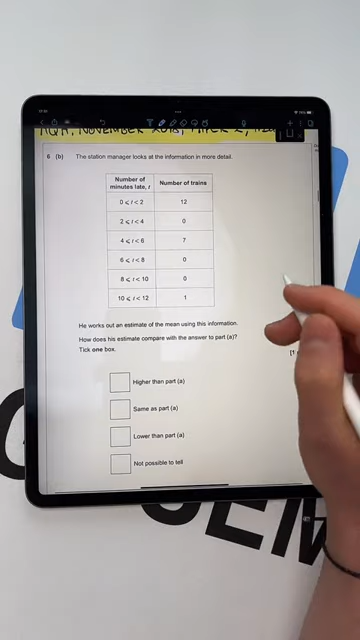 AQA, NOVEMBER 2018, PAPER 2,
6 (b) The station manager looks at the information in more detail.
Number of minutes late, t Number of trains
0 ⩽ t < 2 12
2 ⩽ t < 4 0
4 ⩽ t < 6 7
6 ⩽ t < 8 0
8 ⩽ t < 10 0
10 ⩽ t < 12 1
He works out an estimate of the mean using this information.
How does his estimate compare with the answer to part (a)?
Tick one box.
[1
Higher than part (a)
Same as part (a)
Lower than part (a)
Not possible to tell